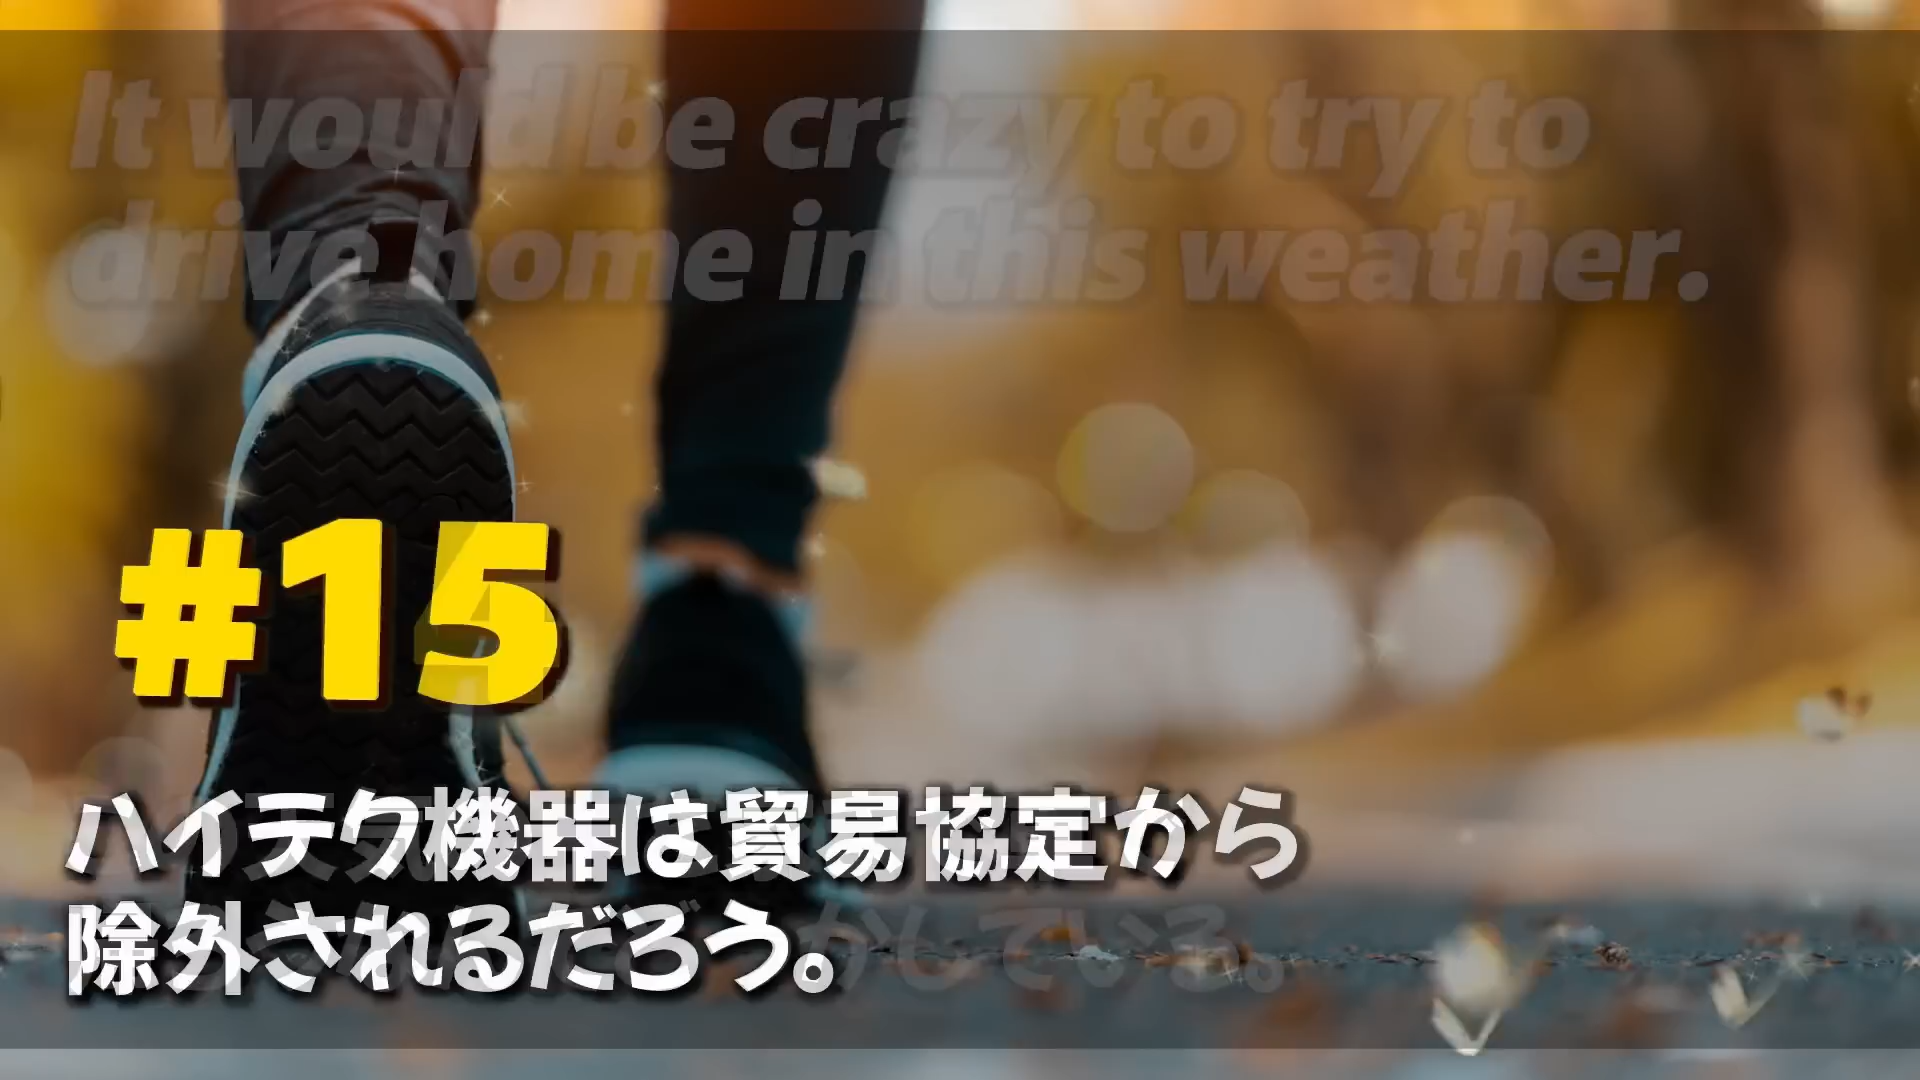 It would be crazy to try to
drive home in this weather.
#15
ハイテク機器は貿易協定から
除外されるだろう。